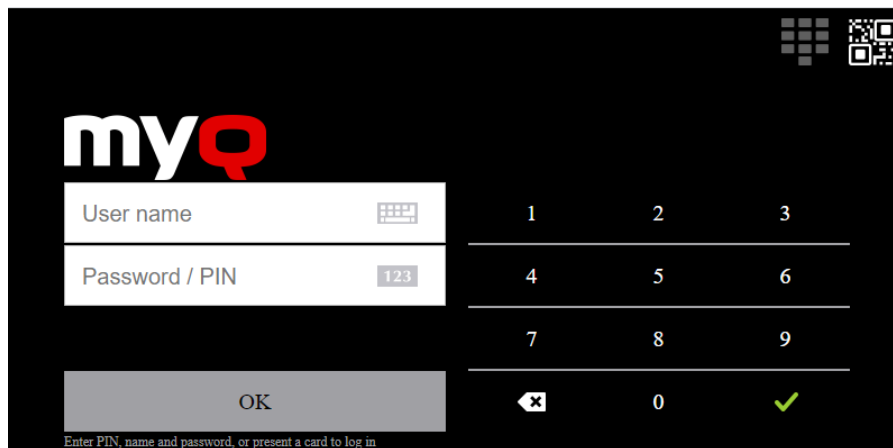 myQ
User name
Password / PIN
123
OK
Enter PIN, name and password, or present a card to log in
1 2 3
4 5 6
7 8 9
0